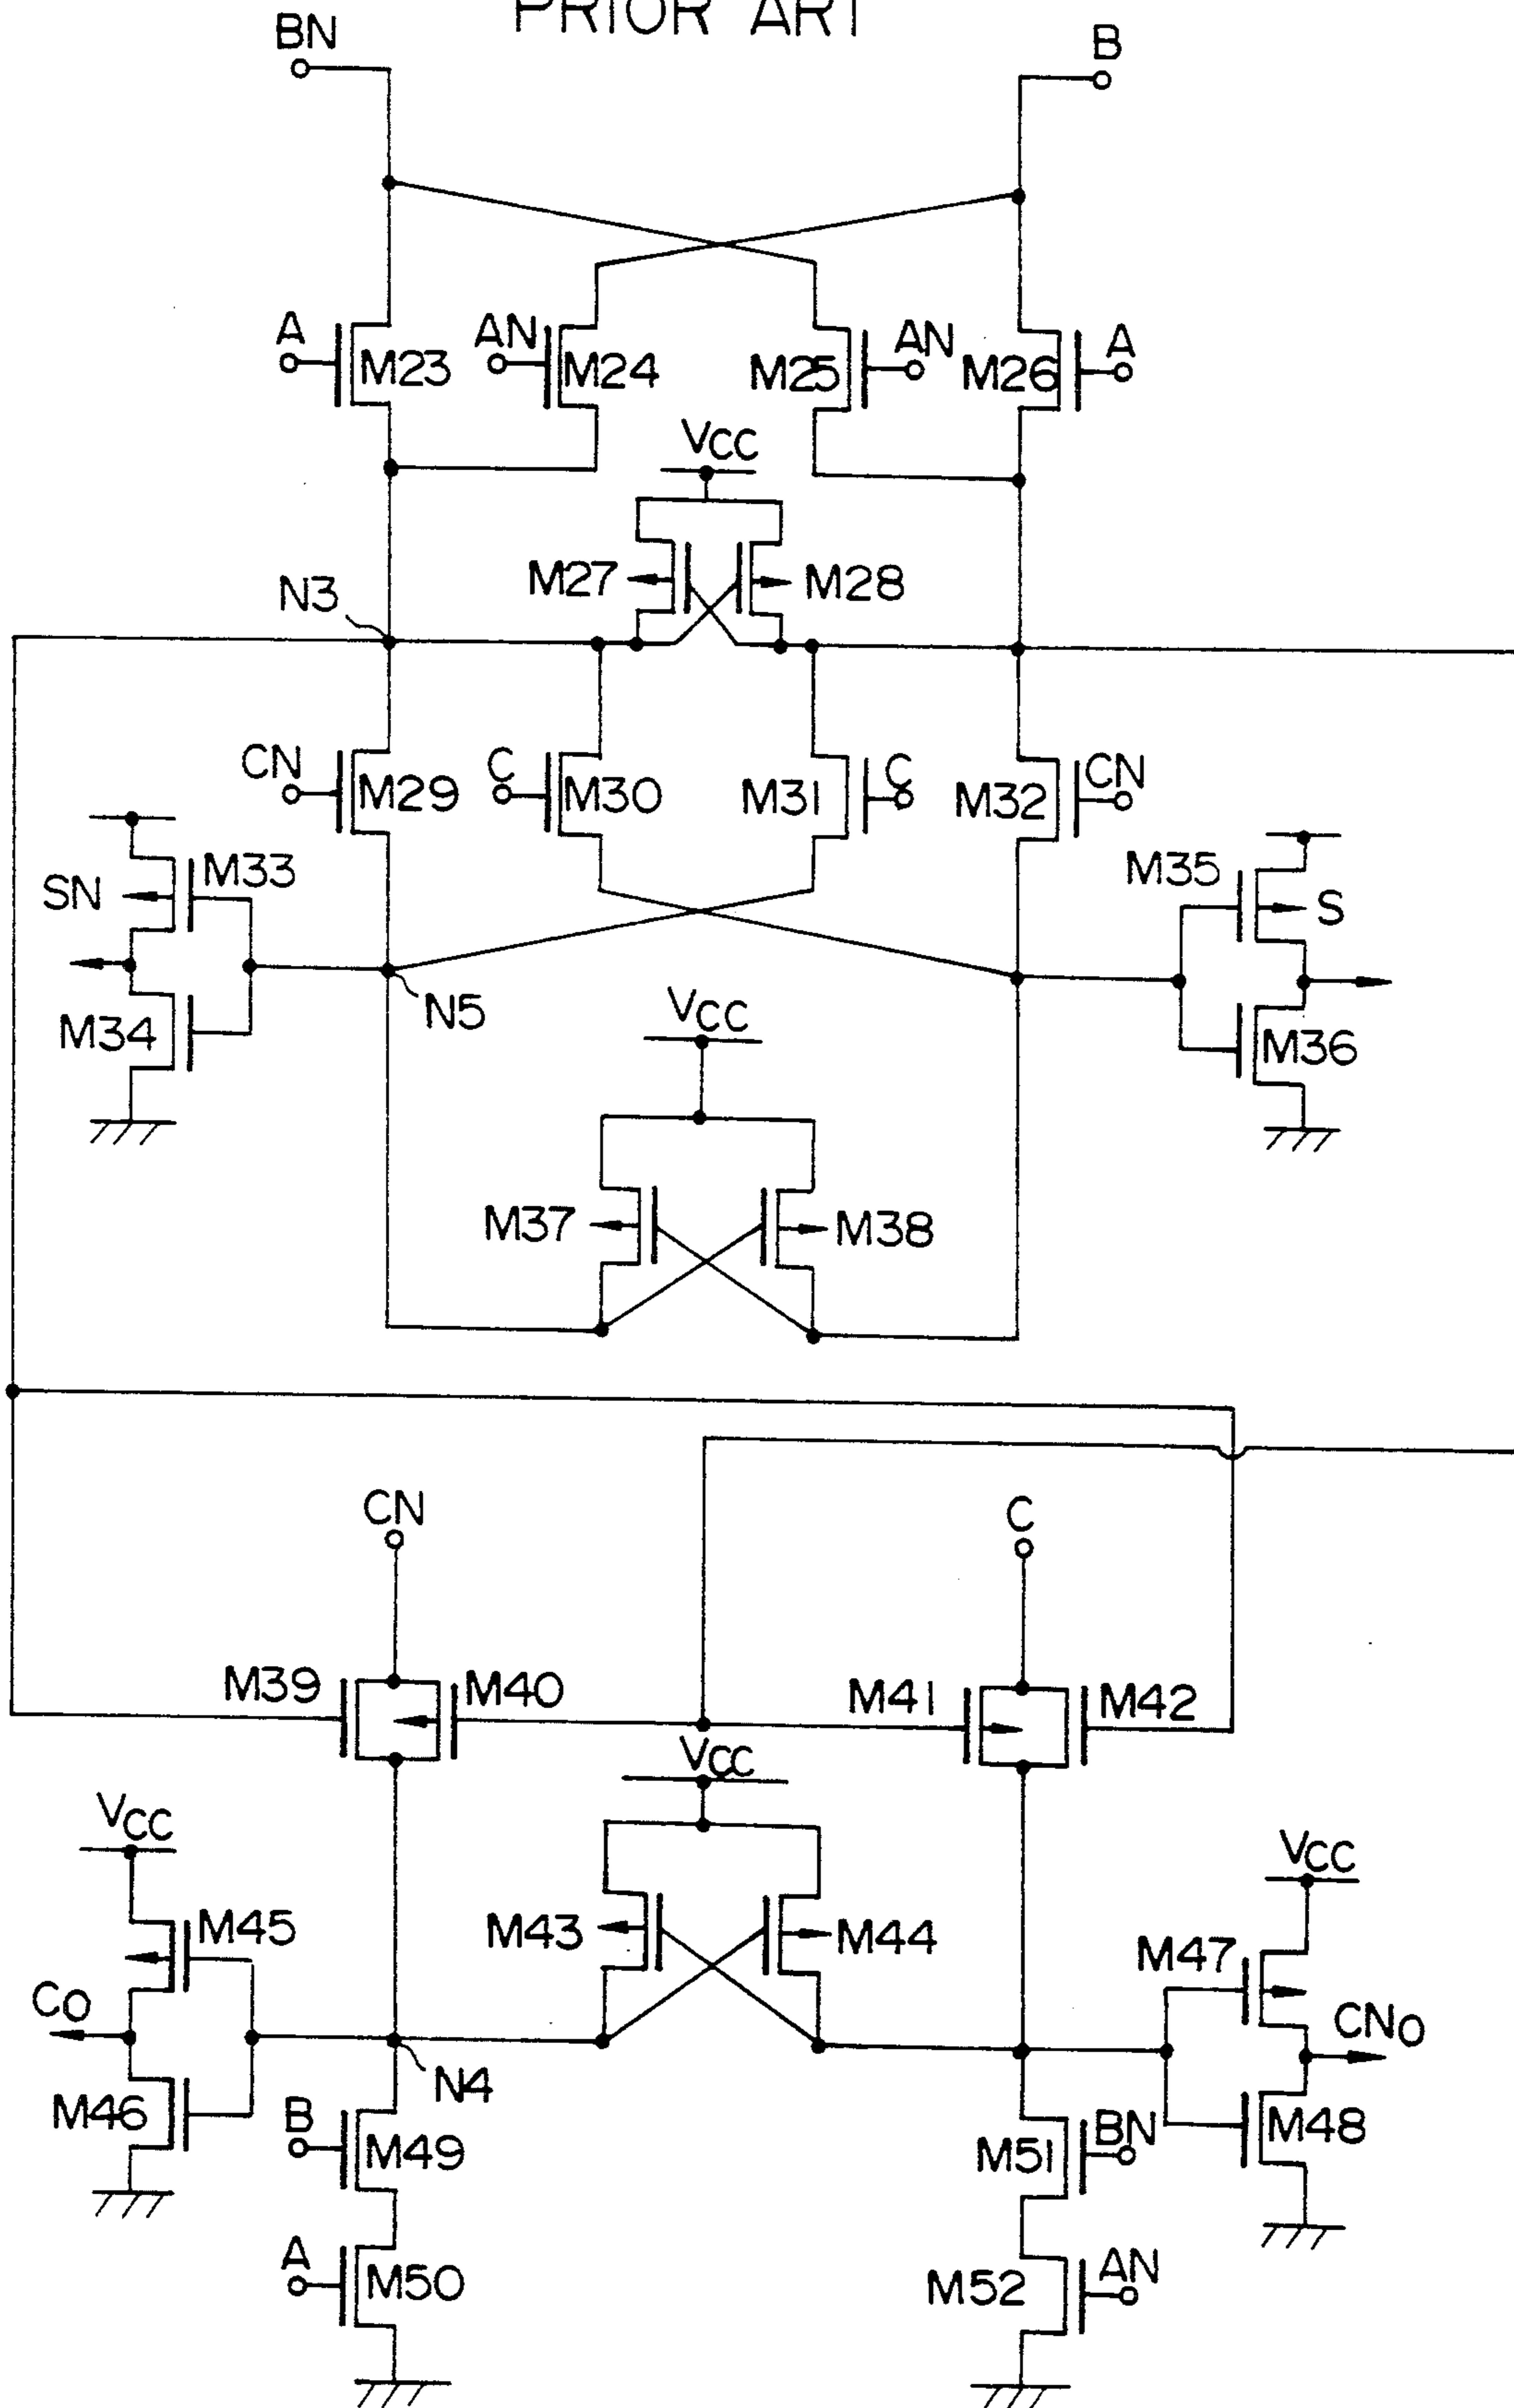 PRIOR ART
BN
B
A
M23
AN
M24
M25
AN
M26
A
VCC
M27
M28
N3
CN
M29
C
M30
M31
C
M32
CN
M33
SN
M34
N5
VCC
M35
S
M36
M37
M38
CN
C
M39
M40
M41
M42
VCC
VCC
M45
M43
M44
VCC
M47
CO
CNO
M46
N4
B
M49
M51
BN
M48
A
M50
M52
AN